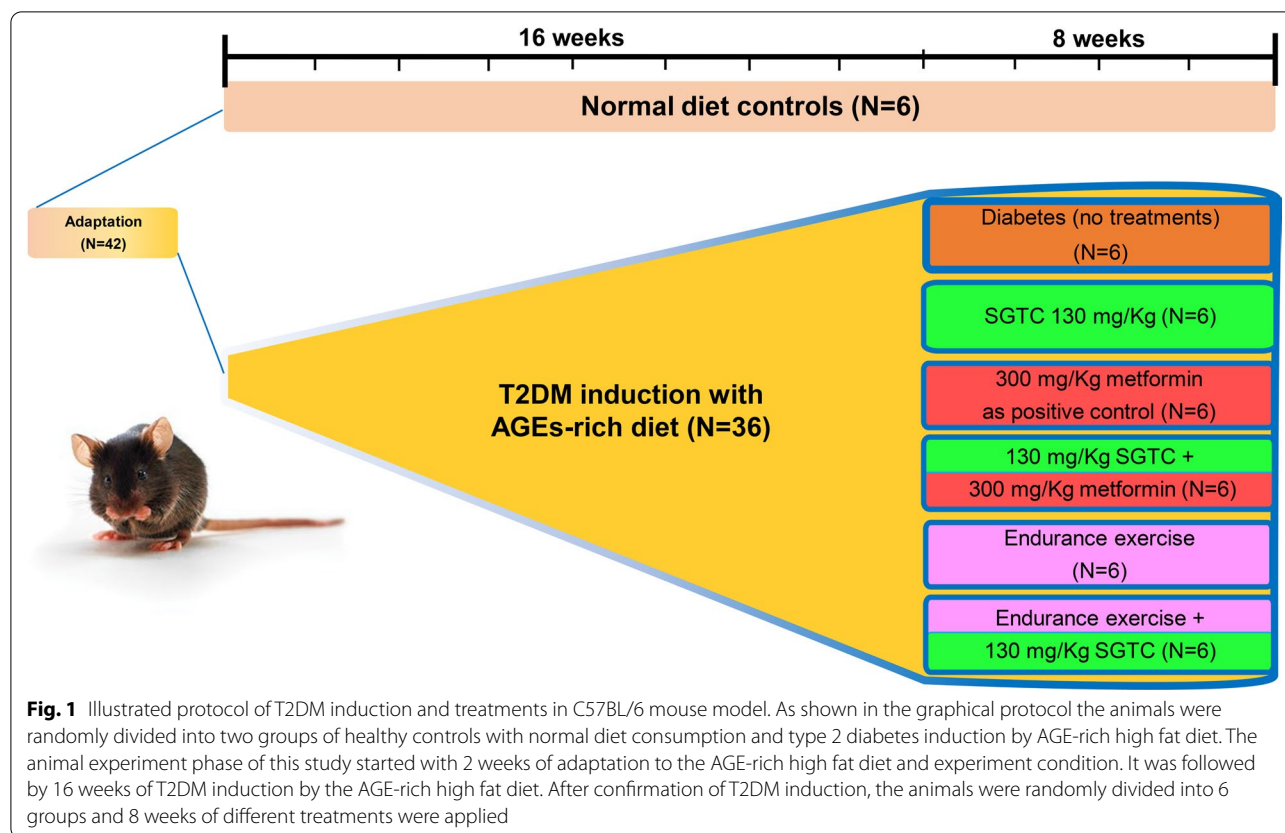 16 weeks
8 weeks
Normal diet controls (N=6)
Adaptation
(N=42)
T2DM induction with
AGEs-rich diet (N=36)
Diabetes (no treatments)
(N=6)
SGTC 130 mg/Kg (N=6)
300 mg/Kg metformin
as positive control (N=6)
130 mg/Kg SGTC +
300 mg/Kg metformin (N=6)
Endurance exercise
(N=6)
Endurance exercise +
130 mg/Kg SGTC (N=6)
Fig. 1 Illustrated protocol of T2DM induction and treatments in C57BL/6 mouse model. As shown in the graphical protocol the animals were
randomly divided into two groups of healthy controls with normal diet consumption and type 2 diabetes induction by AGE-rich high fat diet. The
animal experiment phase of this study started with 2 weeks of adaptation to the AGE-rich high fat diet and experiment condition. It was followed
by 16 weeks of T2DM induction by the AGE-rich high fat diet. After confirmation of T2DM induction, the animals were randomly divided into 6
groups and 8 weeks of different treatments were applied